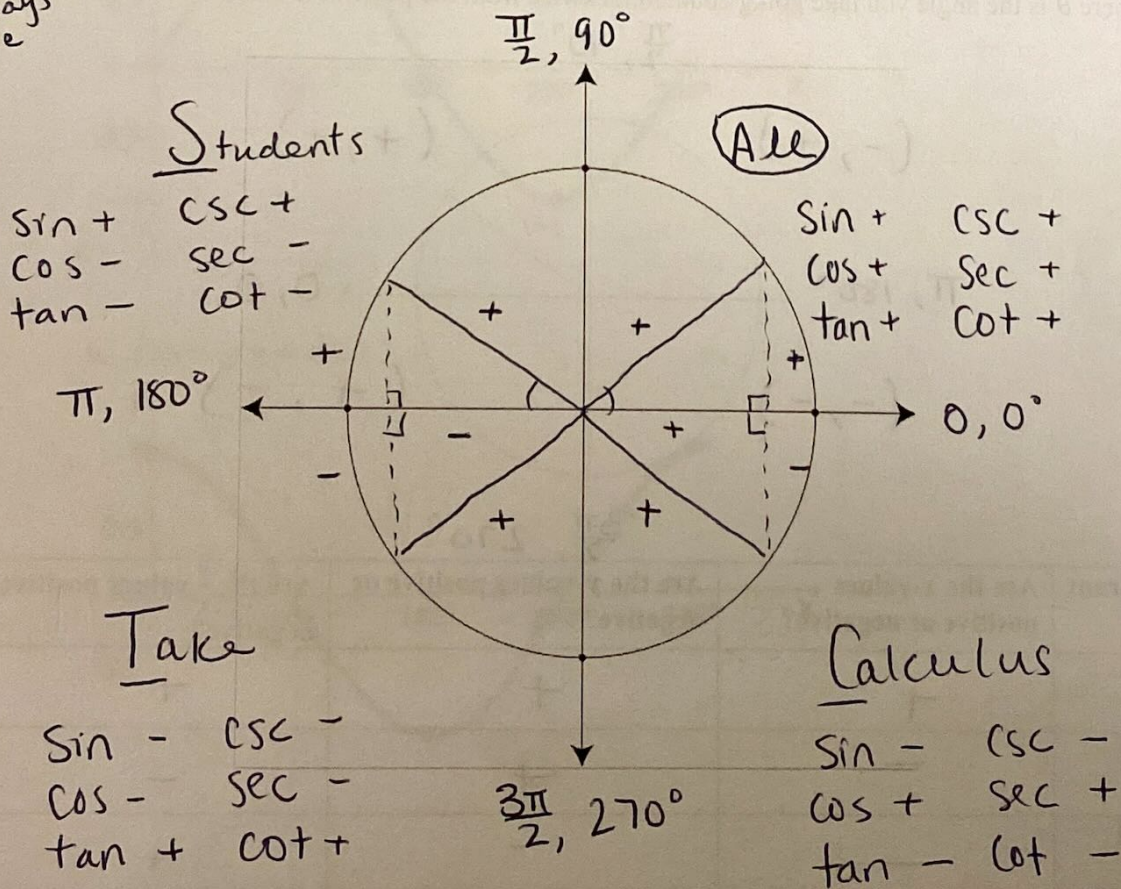 ays
e
π/2, 90°
Students
All
sin + csc +
cos - sec -
tan - cot -
sin + csc +
cos + sec +
tan + cot +
+ +
+ +
π, 180°
0, 0°
- +
- -
+ +
Take
Calculus
sin - csc -
cos - sec -
tan + cot +
3π/2, 270°
sin - csc -
cos + sec +
tan - cot -